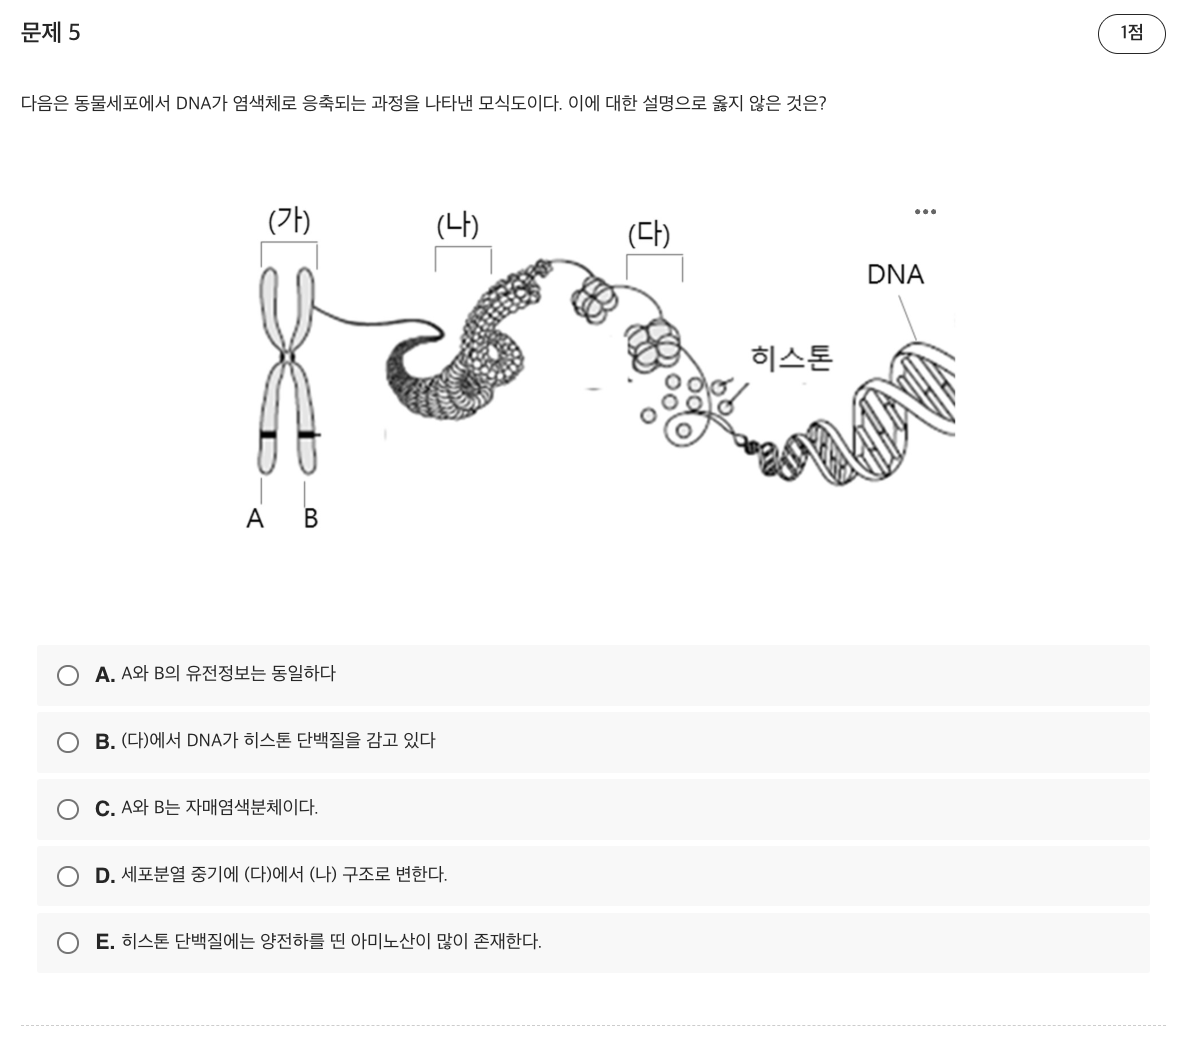 문제 5
1점
다음은 동물세포에서 DNA가 염색체로 응축되는 과정을 나타낸 모식도이다. 이에 대한 설명으로 옳지 않은 것은?
(가)
(나)
(다)
DNA
히스톤
A
B
A. A와 B의 유전정보는 동일하다
B. (다)에서 DNA가 히스톤 단백질을 감고 있다
C. A와 B는 자매염색분체이다.
D. 세포분열 중기에 (다)에서 (나) 구조로 변한다.
E. 히스톤 단백질에는 양전하를 띤 아미노산이 많이 존재한다.